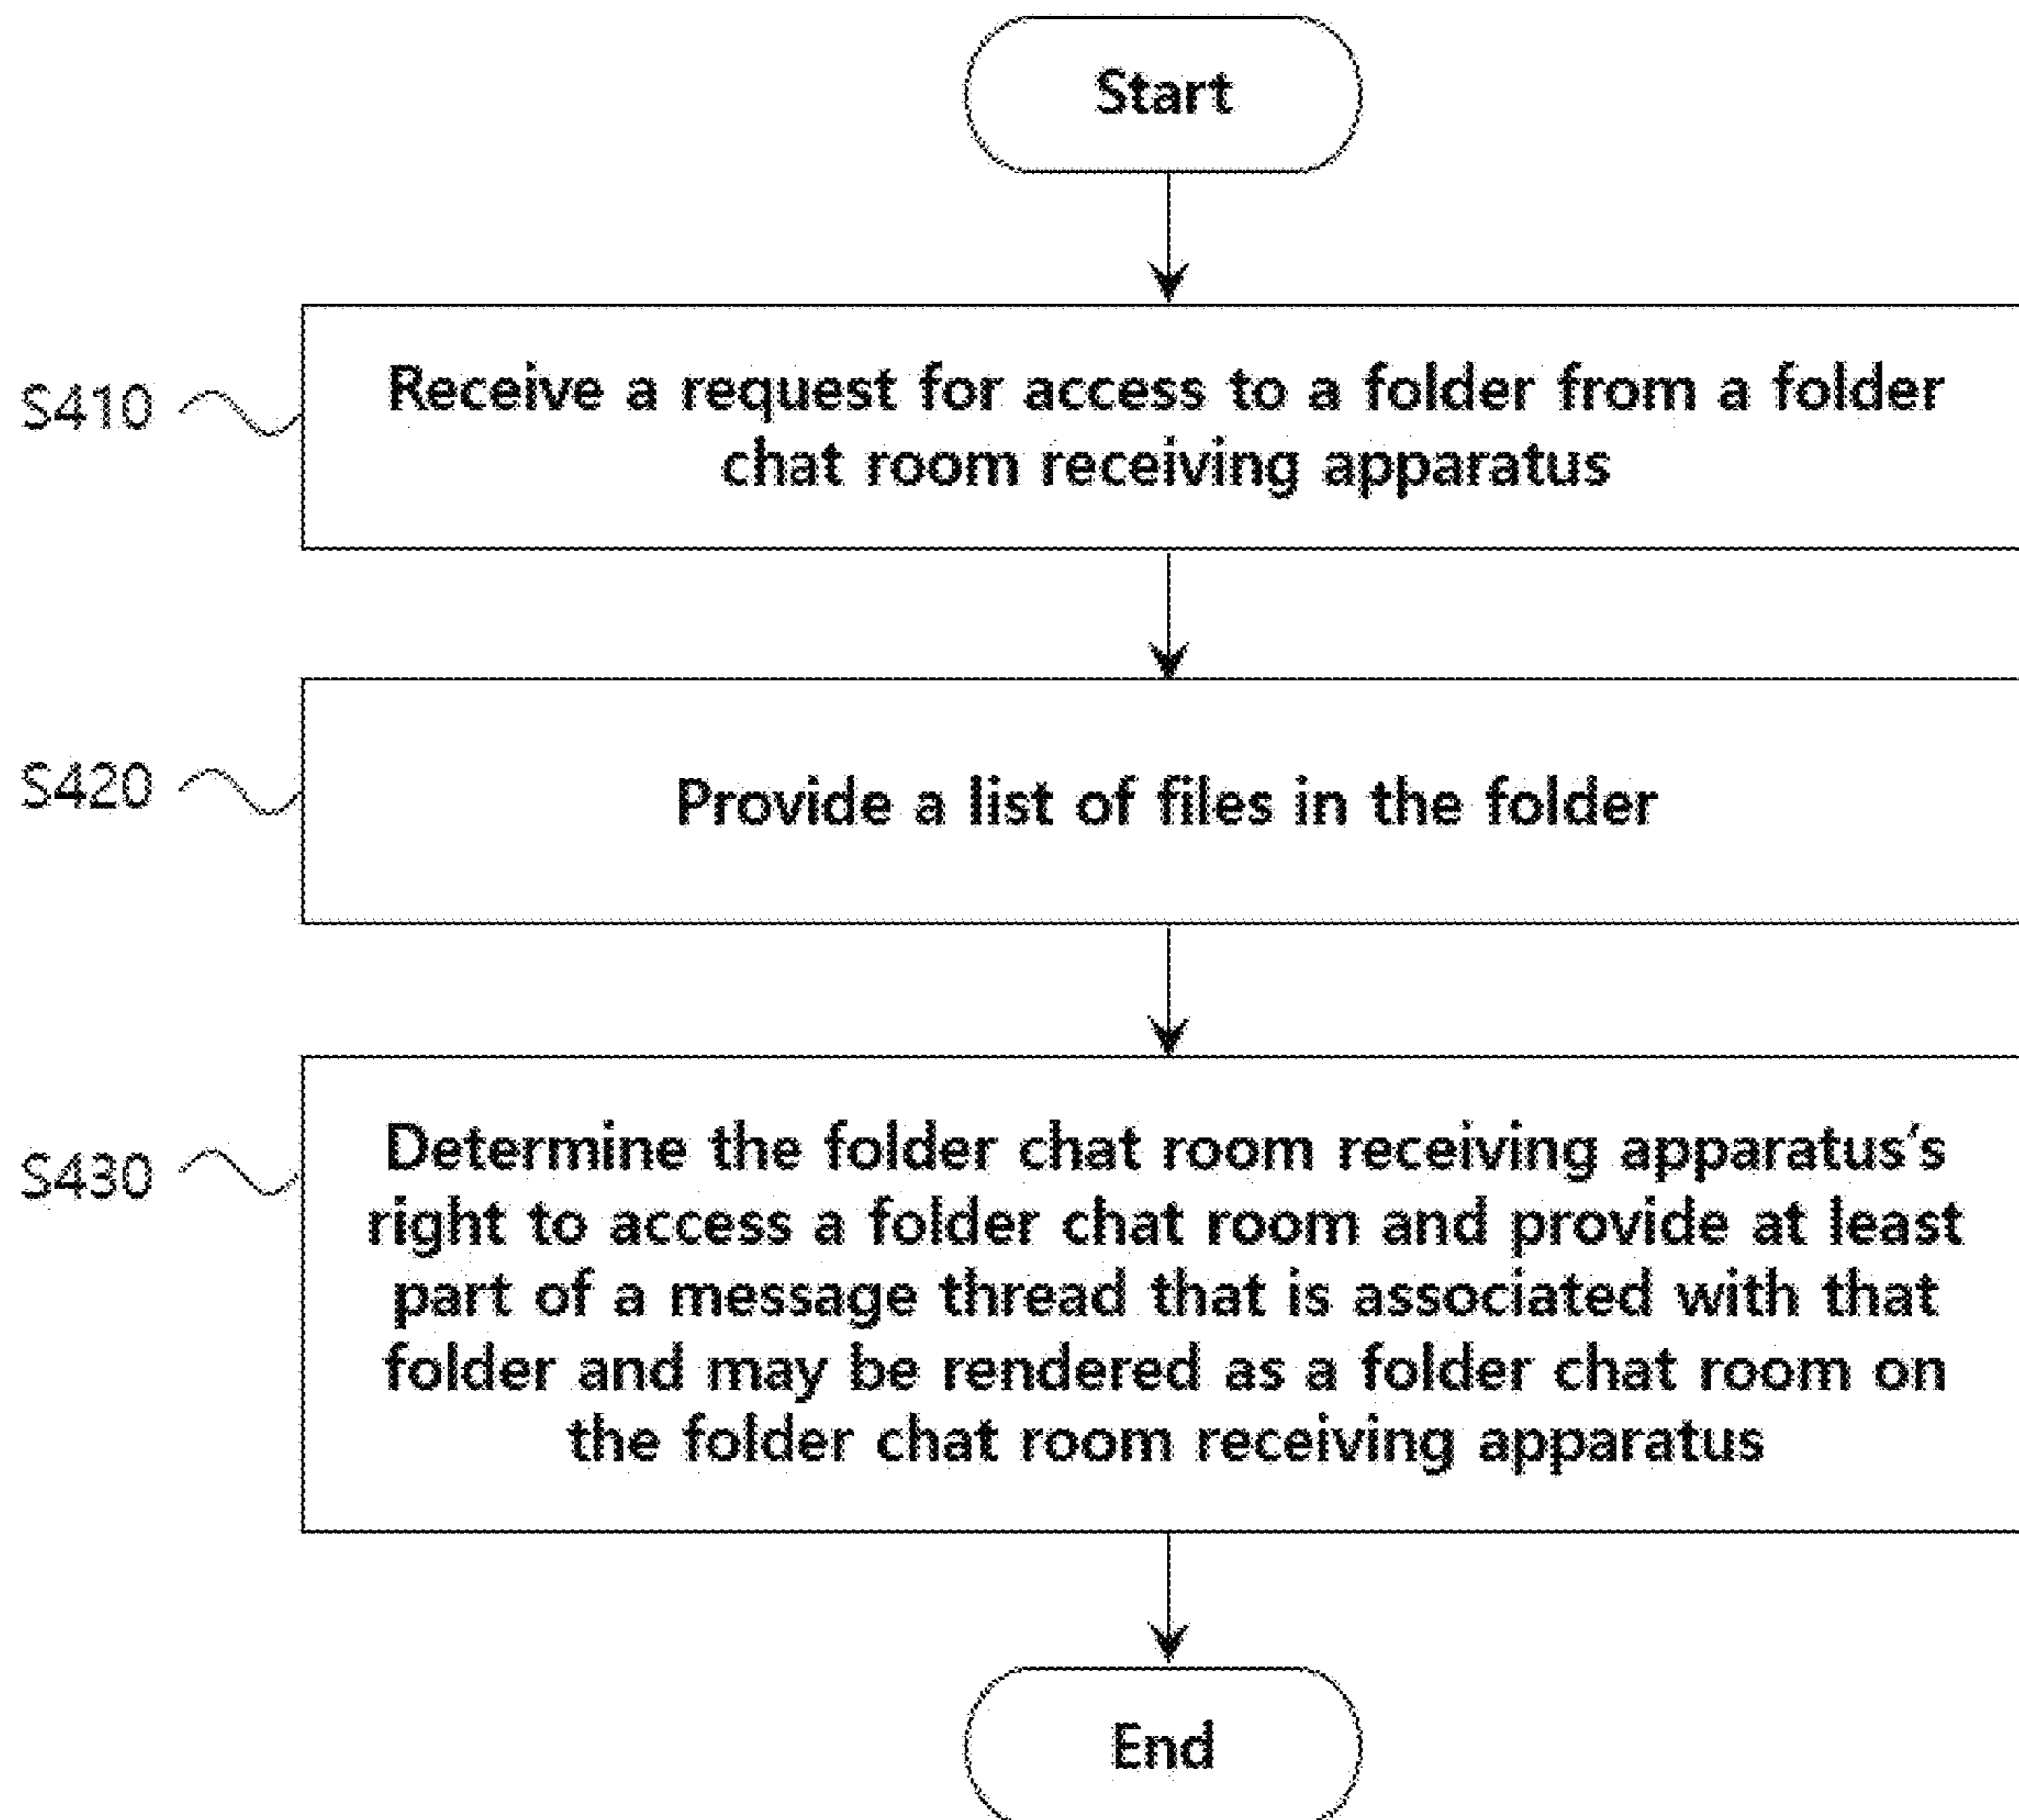 Start
S410
Receive a request for access to a folder from a folder
chat room receiving apparatus
S420
Provide a list of files in the folder
S430
Determine the folder chat room receiving apparatus's
right to access a folder chat room and provide at least
part of a message thread that is associated with that
folder and may be rendered as a folder chat room on
the folder chat room receiving apparatus
End